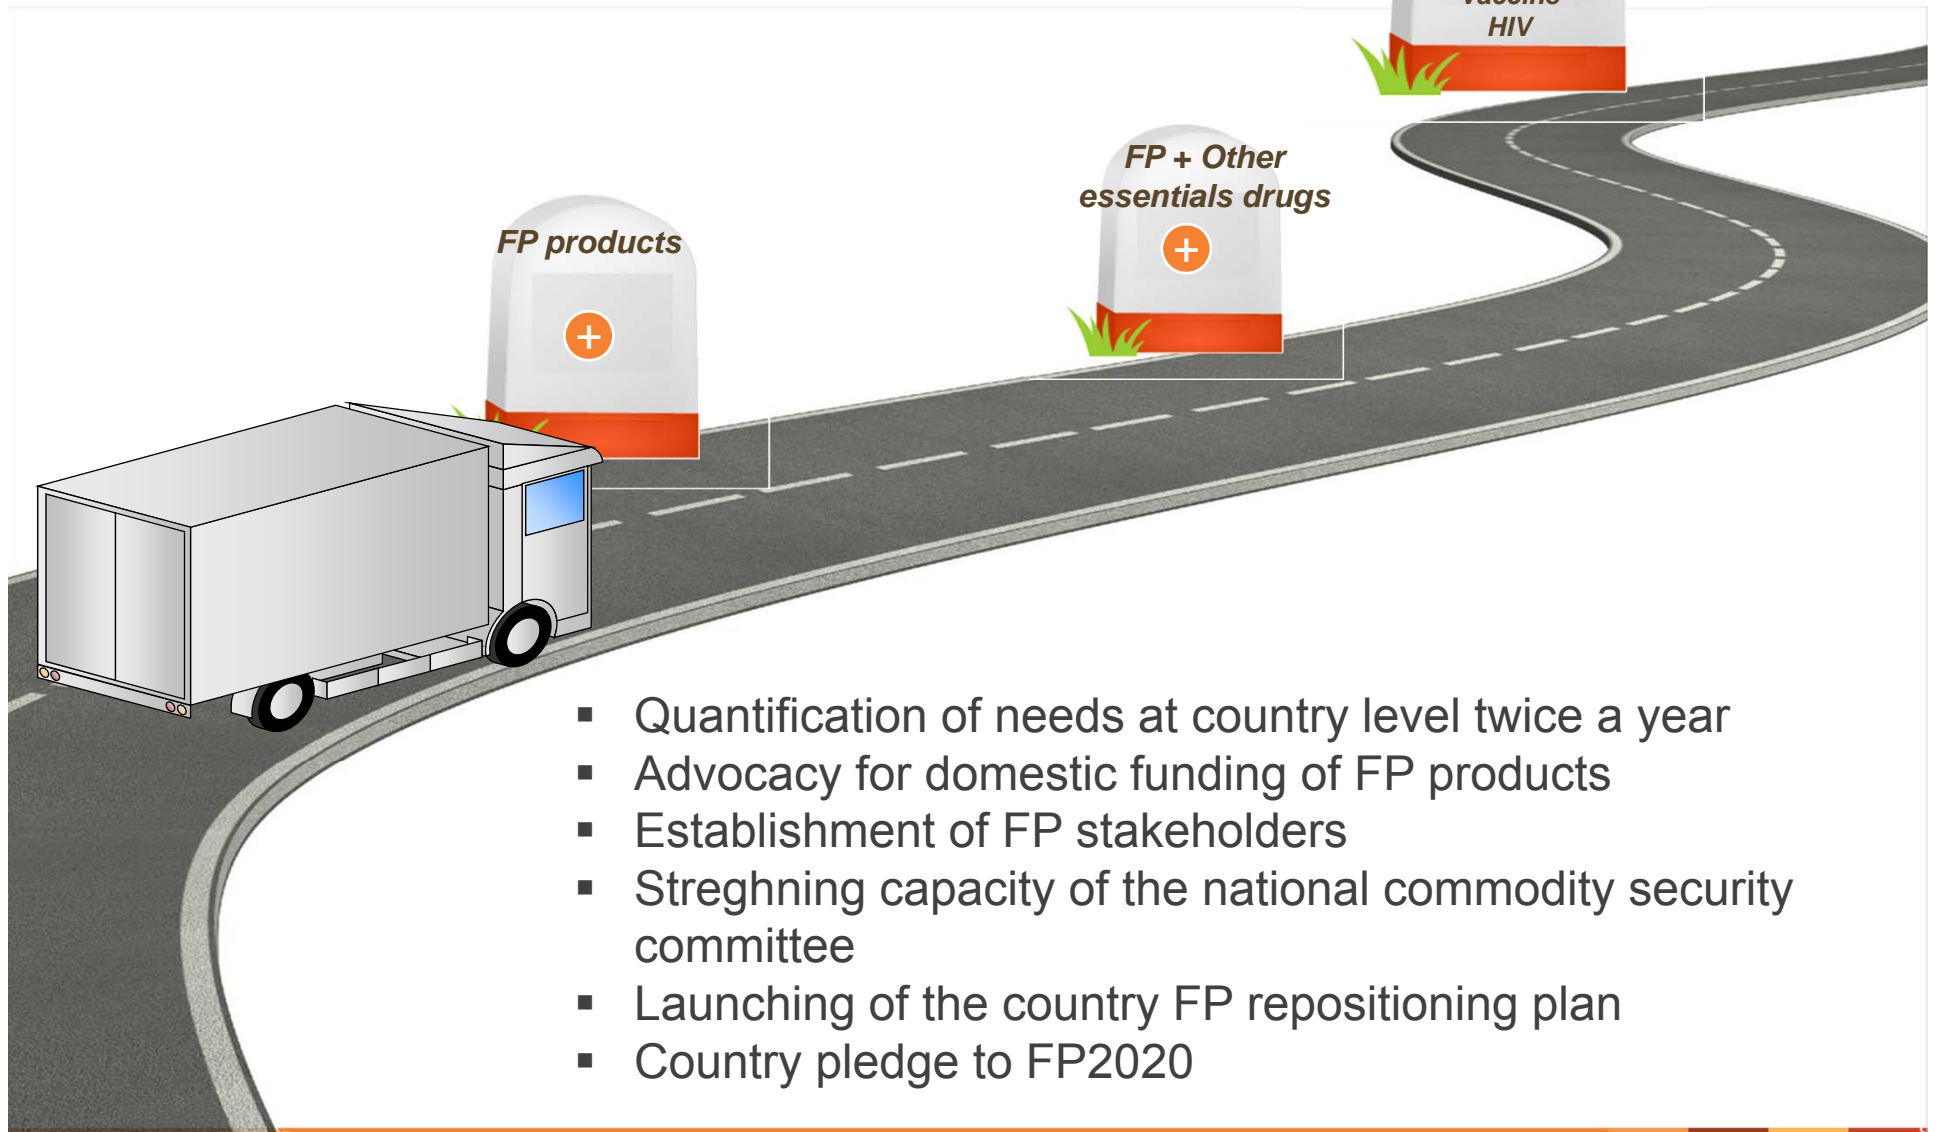 Vaccins
HIV
FP + Other
essentials drugs
+
FP products
+
▪ Quantification of needs at country level twice a year
▪ Advocacy for domestic funding of FP products
▪ Establishment of FP stakeholders
▪ Streghning capacity of the national commodity security
committee
▪ Launching of the country FP repositioning plan
▪ Country pledge to FP2020